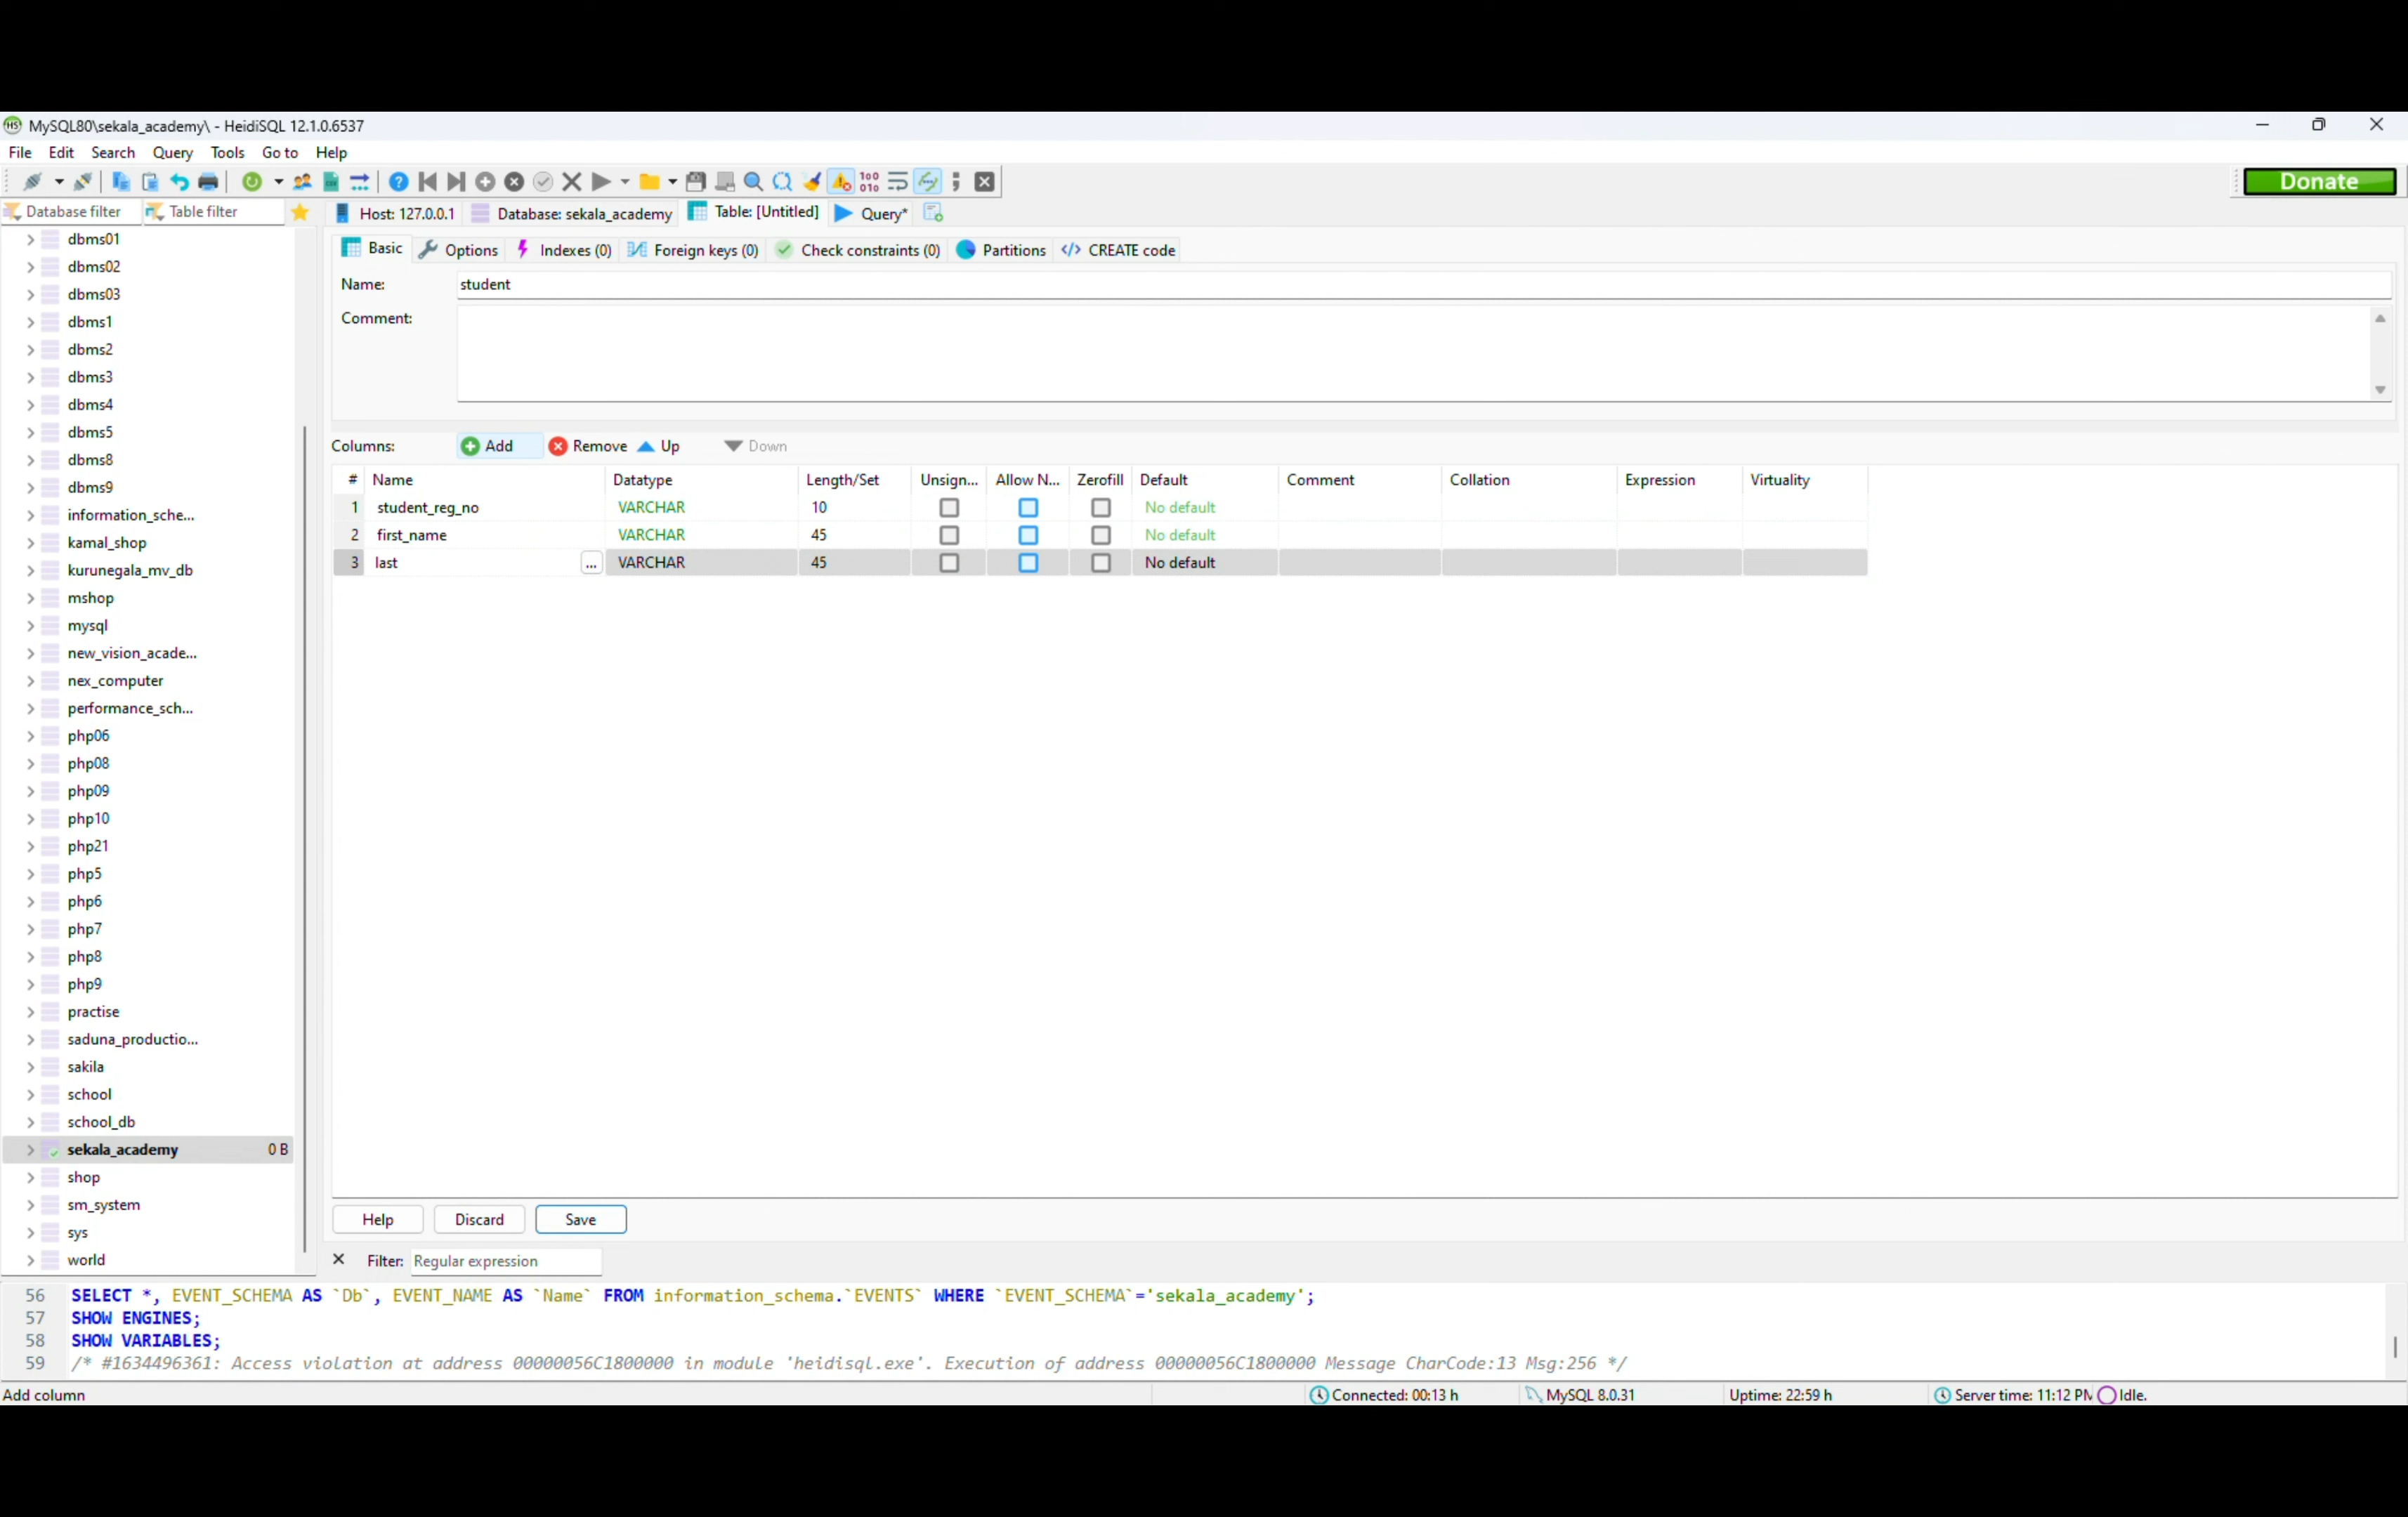 MySQL80\sekala_academy\ - HeidiSQL 12.1.0.6537
File Edit Search Query Tools Go to Help
Donate
Database filter Table filter Host: 127.0.0.1 Database: sekala_academy Table: [Untitled] Query*
Basic Options Indexes (0) Foreign keys (0) Check constraints (0) Partitions CREATE code
Name: student
Comment:
Columns: Add Remove Up Down
# Name Datatype Length/Set Unsign... Allow N... Zerofill Default Comment Collation Expression Virtuality
1 student_reg_no VARCHAR 10 No default
2 first_name VARCHAR 45 No default
3 last ... VARCHAR 45 No default
dbms01
dbms02
dbms03
dbms1
dbms2
dbms3
dbms4
dbms5
dbms8
dbms9
information_sche...
kamal_shop
kurunegala_mv_db
mshop
mysql
new_vision_acade...
nex_computer
performance_sch...
php06
php08
php09
php10
php21
php5
php6
php7
php8
php9
practise
saduna_productio...
sakila
school
school_db
sekala_academy 0 B
shop
sm_system
sys
world
Help Discard Save
Filter: Regular expression
56 SELECT *, EVENT_SCHEMA AS `Db`, EVENT_NAME AS `Name` FROM information_schema.`EVENTS` WHERE `EVENT_SCHEMA`='sekala_academy';
57 SHOW ENGINES;
58 SHOW VARIABLES;
59 /* #1634496361: Access violation at address 00000056C1800000 in module 'heidisql.exe'. Execution of address 00000056C1800000 Message CharCode:13 Msg:256 */
Add column Connected: 00:13 h MySQL 8.0.31 Uptime: 22:59 h Server time: 11:12 PM Idle.